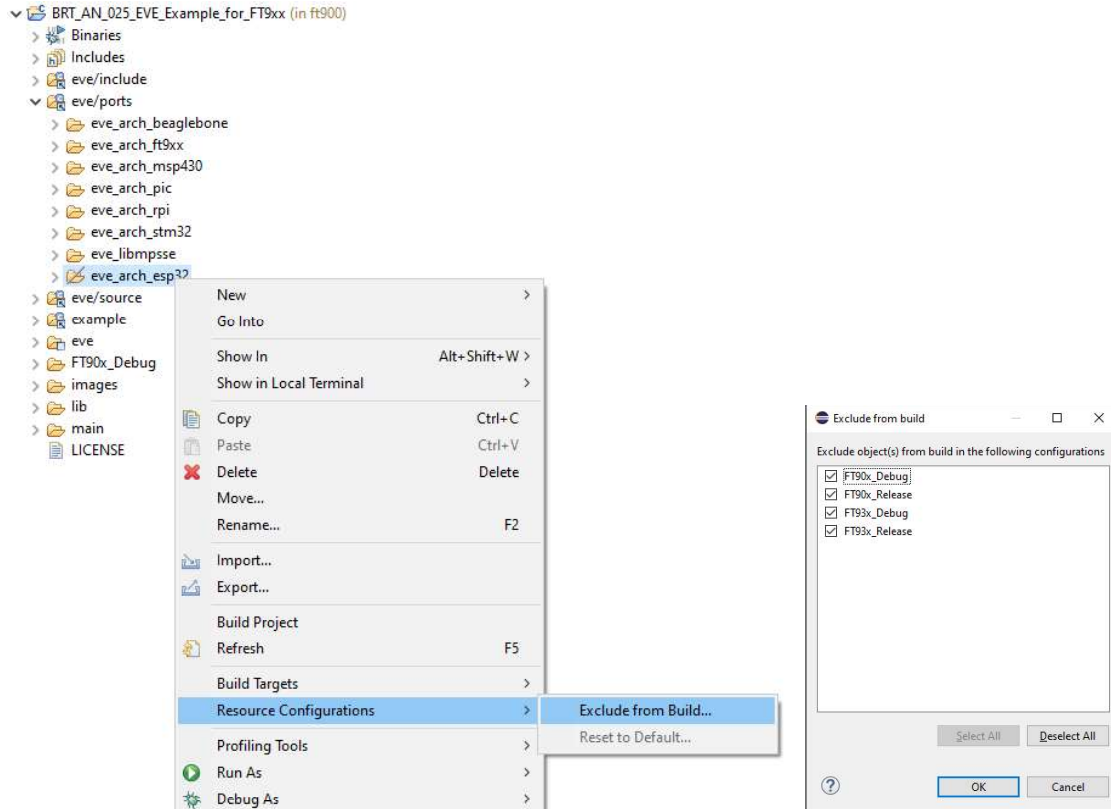 BRT_AN_025_EVE_Example_for_FT9xx (in ft900)
Binaries
Includes
eve/include
eve/ports
eve_arch_beaglebone
eve_arch_ft9xx
eve_arch_msp430
eve_arch_pic
eve_arch_rpi
eve_arch_stm32
eve_libmpsse
eve_arch_esp32
eve/source
example
eve
FT90x_Debug
images
lib
main
LICENSE
New
Go Into
Show In Alt+Shift+W >
Show in Local Terminal
Copy Ctrl+C
Paste Ctrl+V
Delete Delete
Move...
Rename... F2
Import...
Export...
Build Project
Refresh F5
Build Targets
Resource Configurations
Profiling Tools
Run As
Debug As
Exclude from Build...
Reset to Default...
Exclude from build
Exclude object(s) from build in the following configurations
FT90x_Debug
FT90x_Release
FT93x_Debug
FT93x_Release
Select All Deselect All
OK Cancel